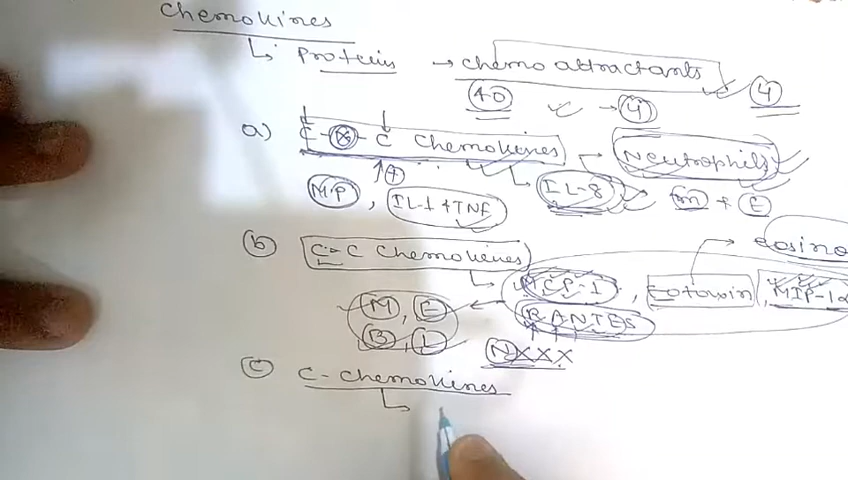 Chemokines
Proteins → chemo attractants
40 → 4 4
a) C-X-C Chemokines Neutrophils
MP, IL-1 + TNF + IL-8 m + E
b C-C Chemokines eosino
M, E MCP-1, Eotaxin, MIP-1α
B, L RANTES
NXXX
c C-Chemokines